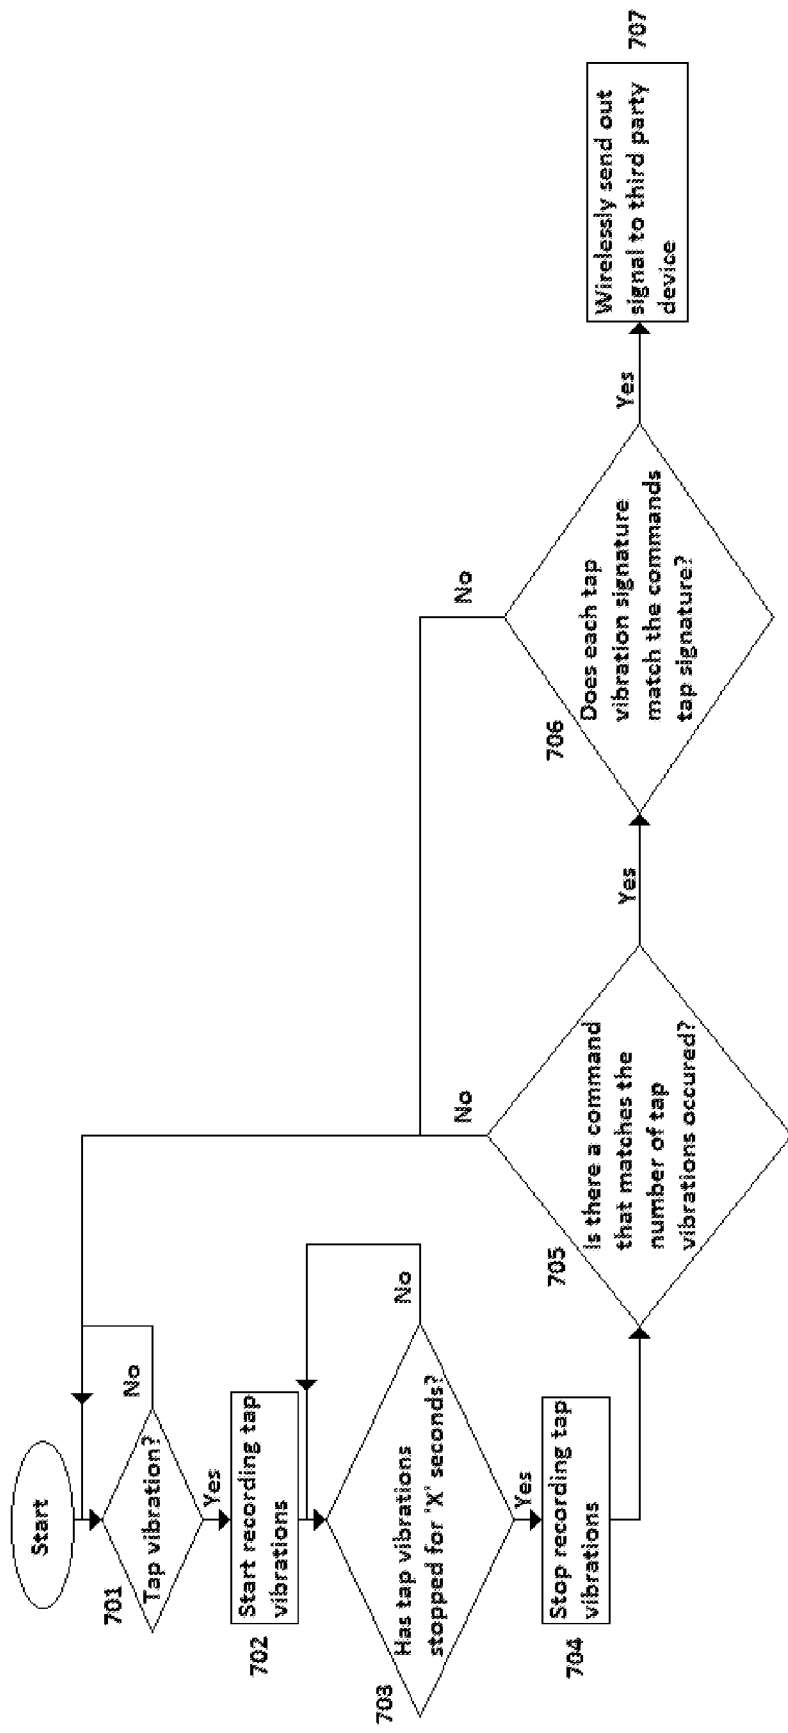 Start
701
Tap vibration?
No
Yes
702
Start recording tap
vibrations
703
Has tap vibrations
stopped for 'X' seconds?
No
Yes
704
Stop recording tap
vibrations
705
Is there a command
that matches the
number of tap
vibrations occured?
No
Yes
706
Does each tap
vibration signature
match the commands
tap signature?
No
Yes
Wirelessly send out
signal to third party
device
707